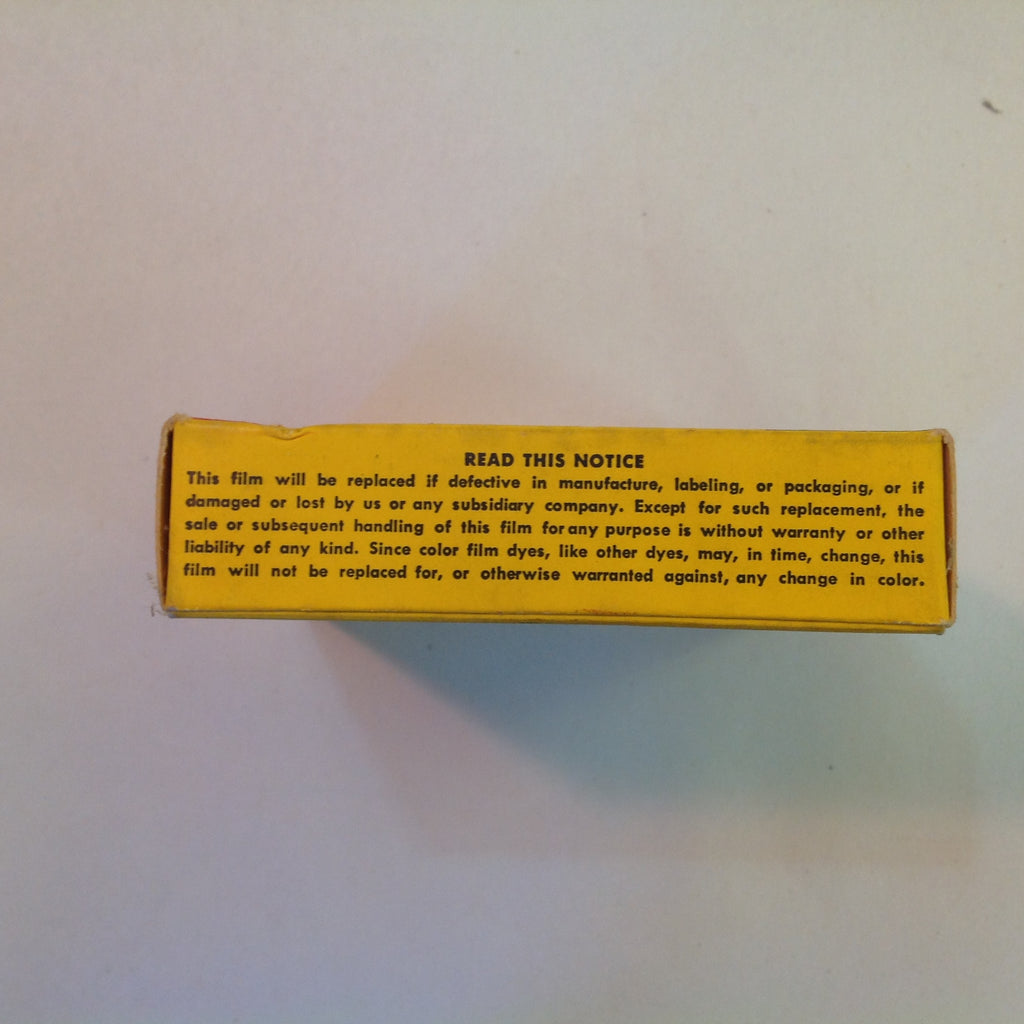 READ THIS NOTICE
This film will be replaced if defective in manufacture, labeling, or packaging, or if
damaged or lost by us or any subsidiary company. Except for such replacement, the
sale or subsequent handling of this film for any purpose is without warranty or other
liability of any kind. Since color film dyes, like other dyes, may, in time, change, this
film will not be replaced for, or otherwise warranted against, any change in color.